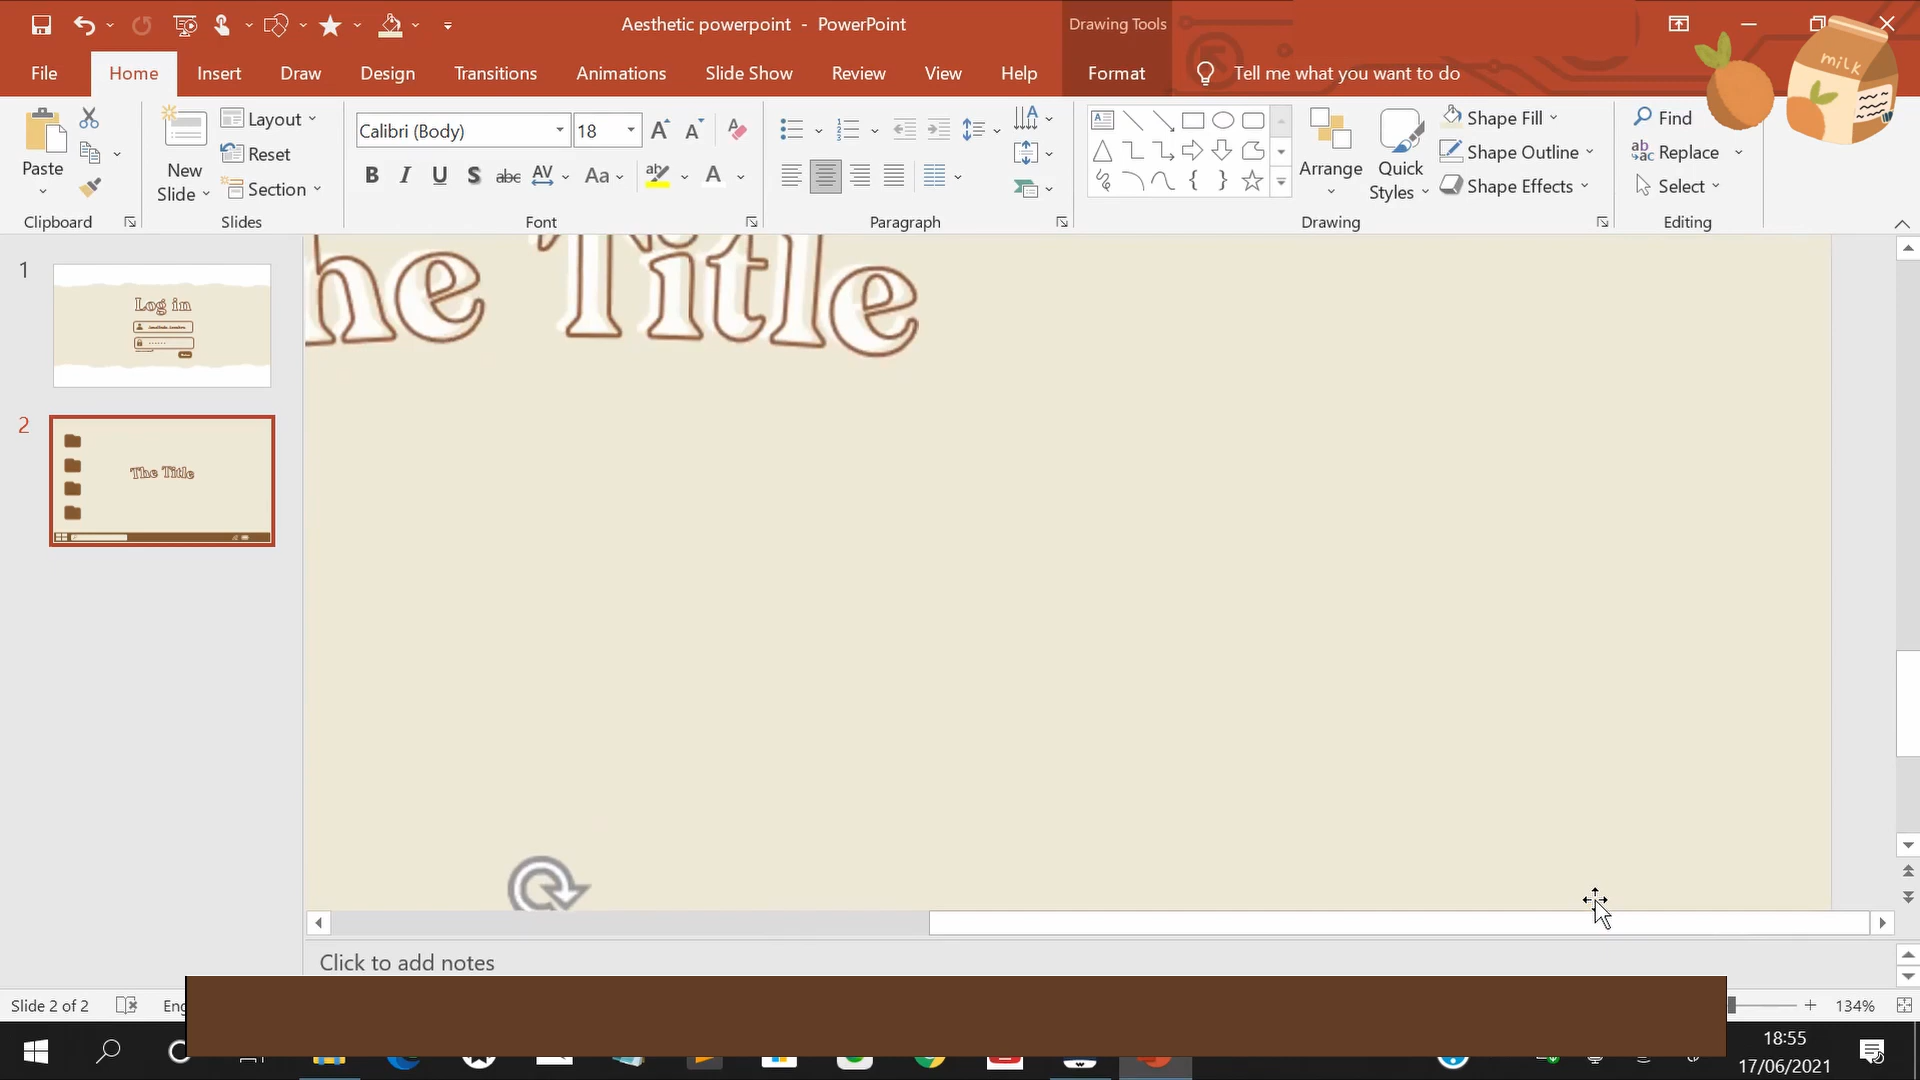 Aesthetic powerpoint - PowerPoint
Drawing Tools
File Home Insert Draw Design Transitions Animations Slide Show Review View Help Format Tell me what you want to do
milk
Paste
Clipboard
New Slide
Layout
Reset
Section
Slides
Calibri (Body) 18
B I U S abc AV Aa A
Font
Paragraph
Arrange
Quick Styles
Shape Fill
Shape Outline
Shape Effects
Drawing
Find
Replace
Select
Editing
1
Log in
2
The Title
he Title
Click to add notes
Slide 2 of 2
Eng
134%
18:55
17/06/2021